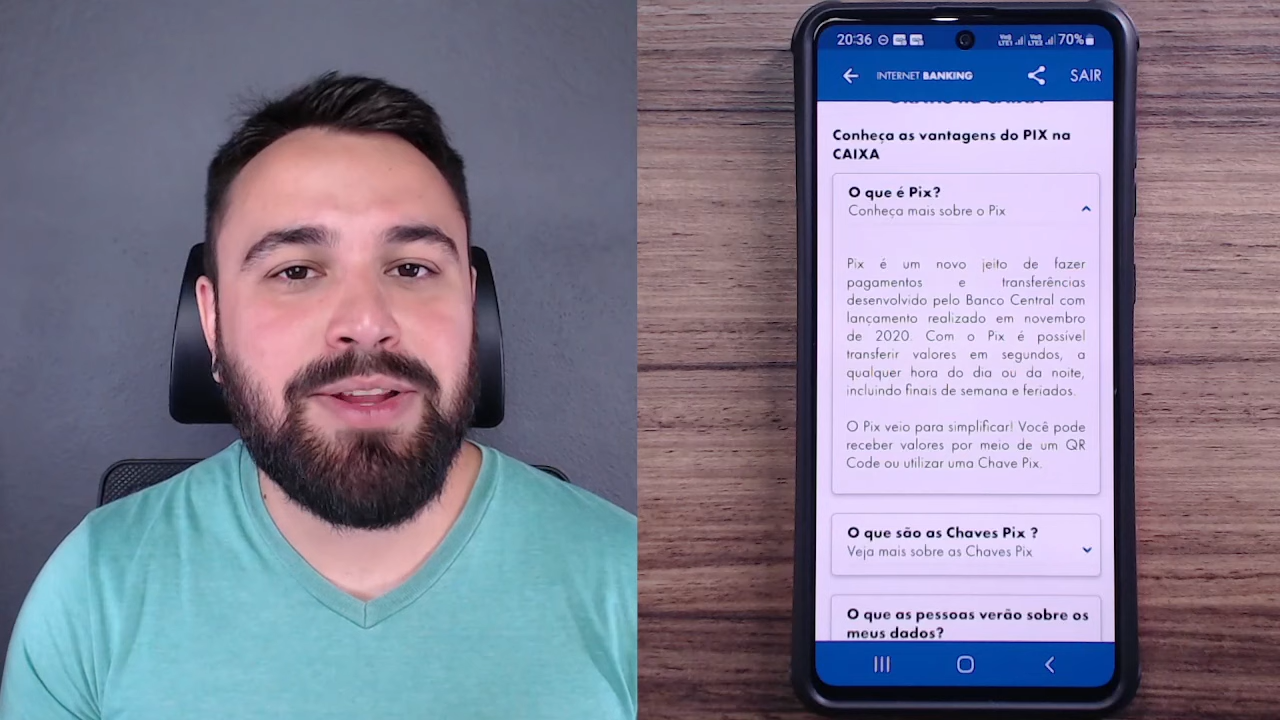 20:36
70%
INTERNET BANKING
SAIR
Conheça as vantagens do PIX na
CAIXA
O que é Pix?
Conheça mais sobre o Pix
Pix é um novo jeito de fazer
pagamentos e transferências
desenvolvido pelo Banco Central com
lançamento realizado em novembro
de 2020. Com o Pix é possível
transferir valores em segundos, a
qualquer hora do dia ou da noite,
incluindo finais de semana e feriados.
O Pix veio para simplificar! Você pode
receber valores por meio de um QR
Code ou utilizar uma Chave Pix.
O que são as Chaves Pix ?
Veja mais sobre as Chaves Pix
O que as pessoas verão sobre os
meus dados?